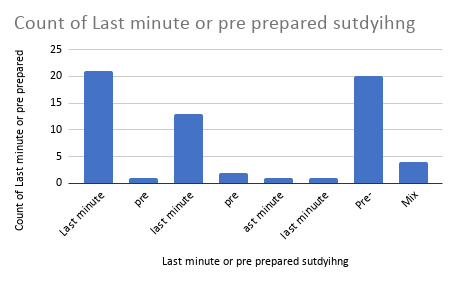 Count of Last minute or pre prepared sutdyihng
Count of Last minute or pre prepared
25
20
15
10
5
0
Last minute
pre
last minute
pre
ast minute
last minuute
Pre-
Mix
Last minute or pre prepared sutdyihng